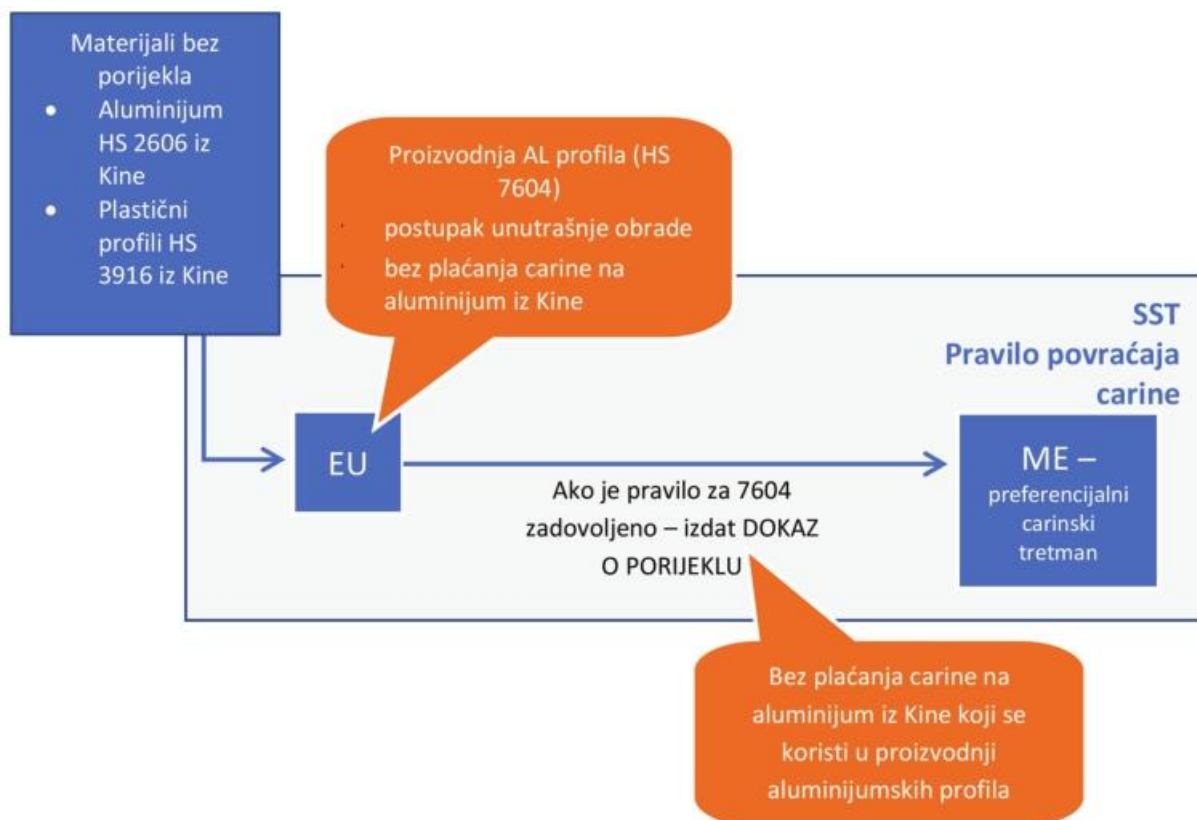 Materijali bez
porijekla
• Aluminijum
HS 2606 iz
Kine
• Plastični
profili HS
3916 iz Kine
Proizvodnja AL profila (HS
7604)
· postupak unutrašnje obrade
· bez plaćanja carine na
aluminijum iz Kine
SST
Pravilo povraćaja
carine
EU
Ako je pravilo za 7604
zadovoljeno – izdat DOKAZ
O PORIJEKLU
ME –
preferencijalni
carinski
tretman
Bez plaćanja carine na
aluminijum iz Kine koji se
koristi u proizvodnji
aluminijumskih profila